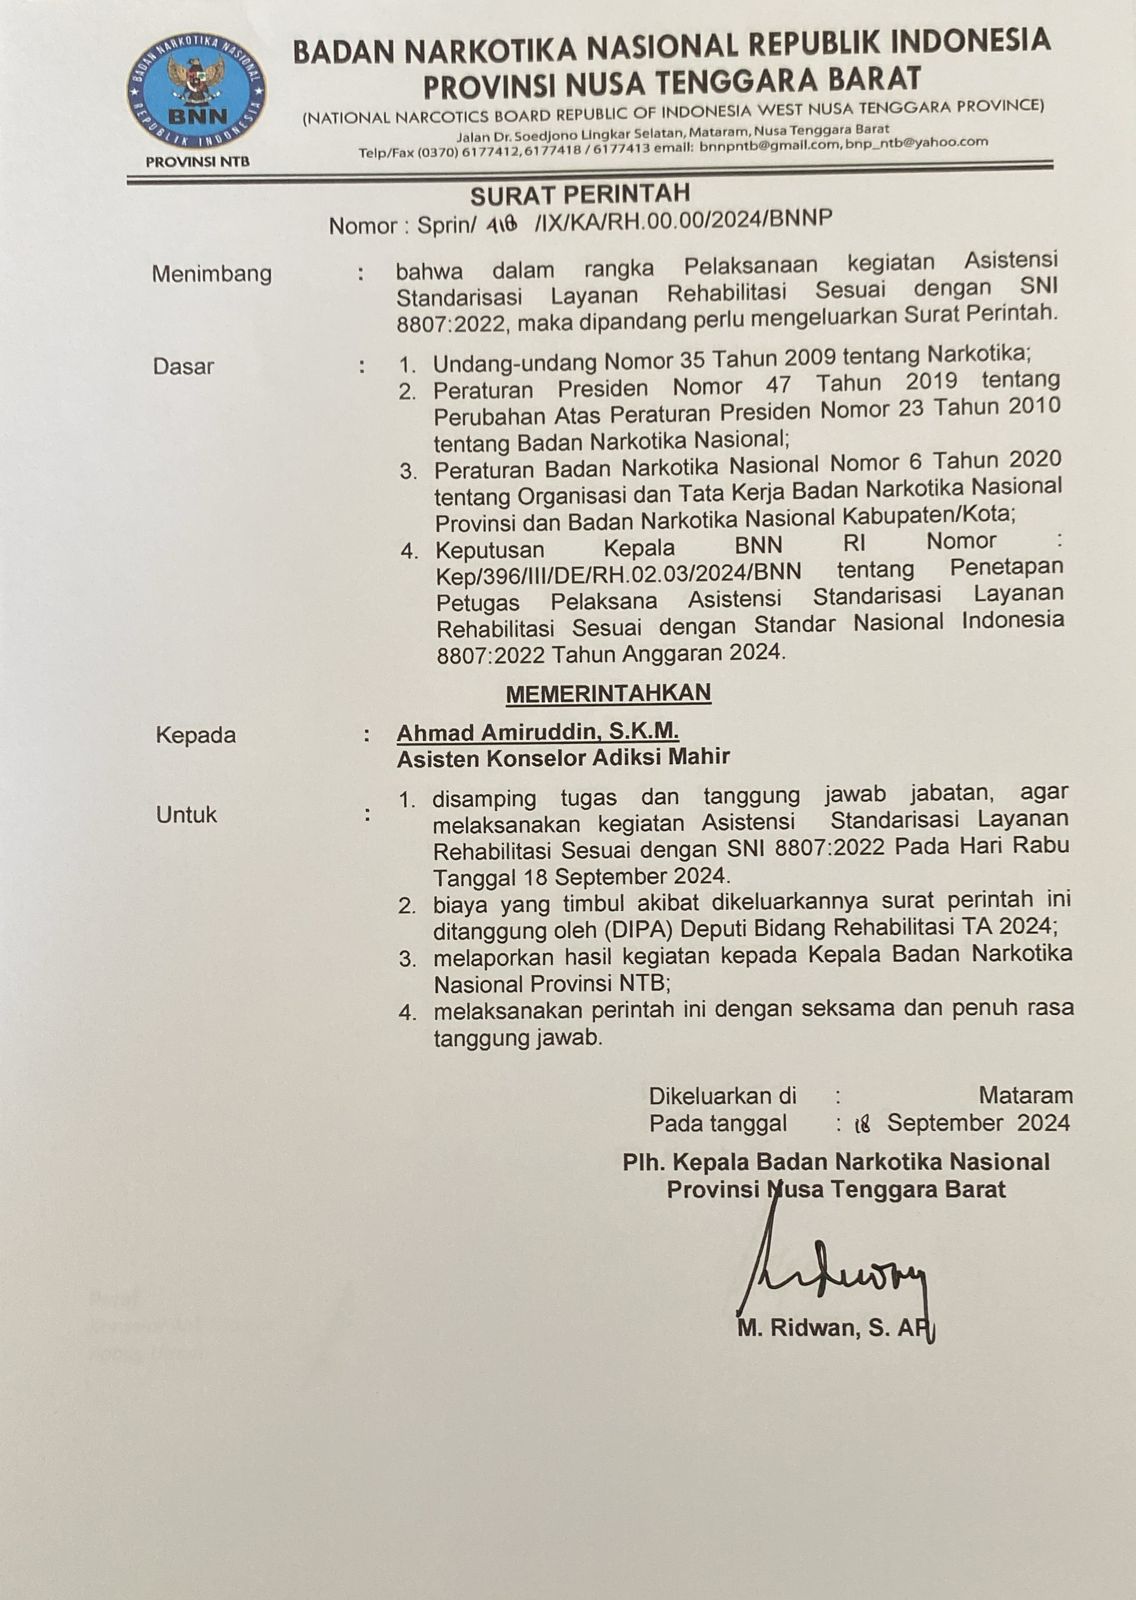 BADAN NARKOTIKA NASIONAL
REPUBLIK INDONESIA
BNN
PROVINSI NTB
BADAN NARKOTIKA NASIONAL REPUBLIK INDONESIA
PROVINSI NUSA TENGGARA BARAT
(NATIONAL NARCOTICS BOARD REPUBLIC OF INDONESIA WEST NUSA TENGGARA PROVINCE)
Jalan Dr. Soedjono Lingkar Selatan, Mataram, Nusa Tenggara Barat
Telp/Fax (0370) 6177412, 6177418 / 6177413 email: bnnpntb@gmail.com, bnp_ntb@yahoo.com
SURAT PERINTAH
Nomor : Sprin/ 418 /IX/KA/RH.00.00/2024/BNNP
Menimbang : bahwa dalam rangka Pelaksanaan kegiatan Asistensi
Standarisasi Layanan Rehabilitasi Sesuai dengan SNI
8807:2022, maka dipandang perlu mengeluarkan Surat Perintah.
Dasar : 1. Undang-undang Nomor 35 Tahun 2009 tentang Narkotika;
2. Peraturan Presiden Nomor 47 Tahun 2019 tentang
Perubahan Atas Peraturan Presiden Nomor 23 Tahun 2010
tentang Badan Narkotika Nasional;
3. Peraturan Badan Narkotika Nasional Nomor 6 Tahun 2020
tentang Organisasi dan Tata Kerja Badan Narkotika Nasional
Provinsi dan Badan Narkotika Nasional Kabupaten/Kota;
4. Keputusan Kepala BNN RI Nomor :
Kep/396/III/DE/RH.02.03/2024/BNN tentang Penetapan
Petugas Pelaksana Asistensi Standarisasi Layanan
Rehabilitasi Sesuai dengan Standar Nasional Indonesia
8807:2022 Tahun Anggaran 2024.
MEMERINTAHKAN
Kepada : Ahmad Amiruddin, S.K.M.
Asisten Konselor Adiksi Mahir
Untuk : 1. disamping tugas dan tanggung jawab jabatan, agar
melaksanakan kegiatan Asistensi Standarisasi Layanan
Rehabilitasi Sesuai dengan SNI 8807:2022 Pada Hari Rabu
Tanggal 18 September 2024.
2. biaya yang timbul akibat dikeluarkannya surat perintah ini
ditanggung oleh (DIPA) Deputi Bidang Rehabilitasi TA 2024;
3. melaporkan hasil kegiatan kepada Kepala Badan Narkotika
Nasional Provinsi NTB;
4. melaksanakan perintah ini dengan seksama dan penuh rasa
tanggung jawab.
Dikeluarkan di : Mataram
Pada tanggal : 18 September 2024
Plh. Kepala Badan Narkotika Nasional
Provinsi Nusa Tenggara Barat
M. Ridwan, S. AP